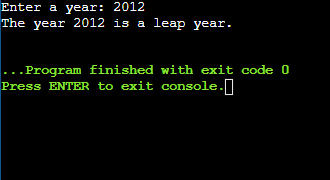 Enter a year: 2012
The year 2012 is a leap year.
...Program finished with exit code 0
Press ENTER to exit console.